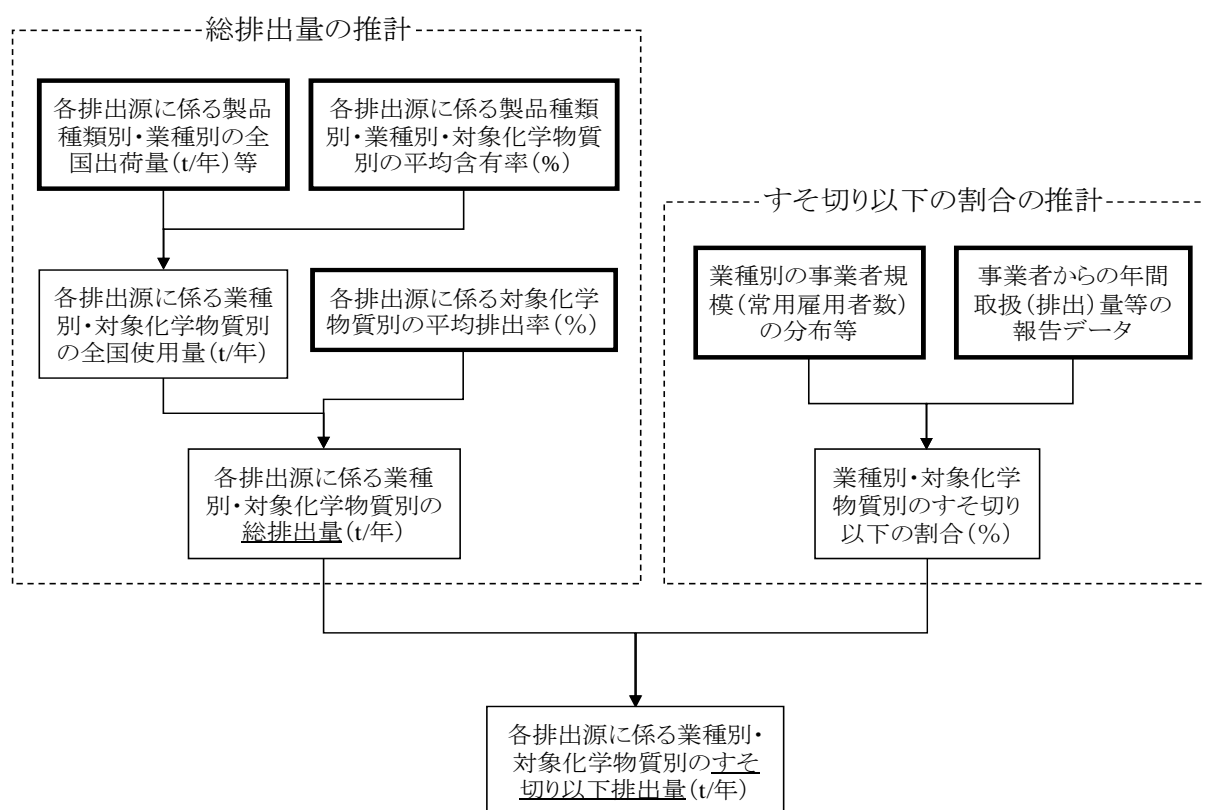 総排出量の推計
各排出源に係る製品
種類別・業種別の全
国出荷量(t/年)等
各排出源に係る製品種類
別・業種別・対象化学物質
別の平均含有率(%)
各排出源に係る業種
別・対象化学物質別
の全国使用量(t/年)
各排出源に係る対象化学
物質別の平均排出率(%)
各排出源に係る業種
別・対象化学物質別の
総排出量(t/年)
すそ切り以下の割合の推計
業種別の事業者規
模(常用雇用者数)
の分布等
事業者からの年間
取扱(排出)量等の
報告データ
業種別・対象化学
物質別のすそ切り
以下の割合(%)
各排出源に係る業種別・
対象化学物質別のすそ
切り以下排出量(t/年)